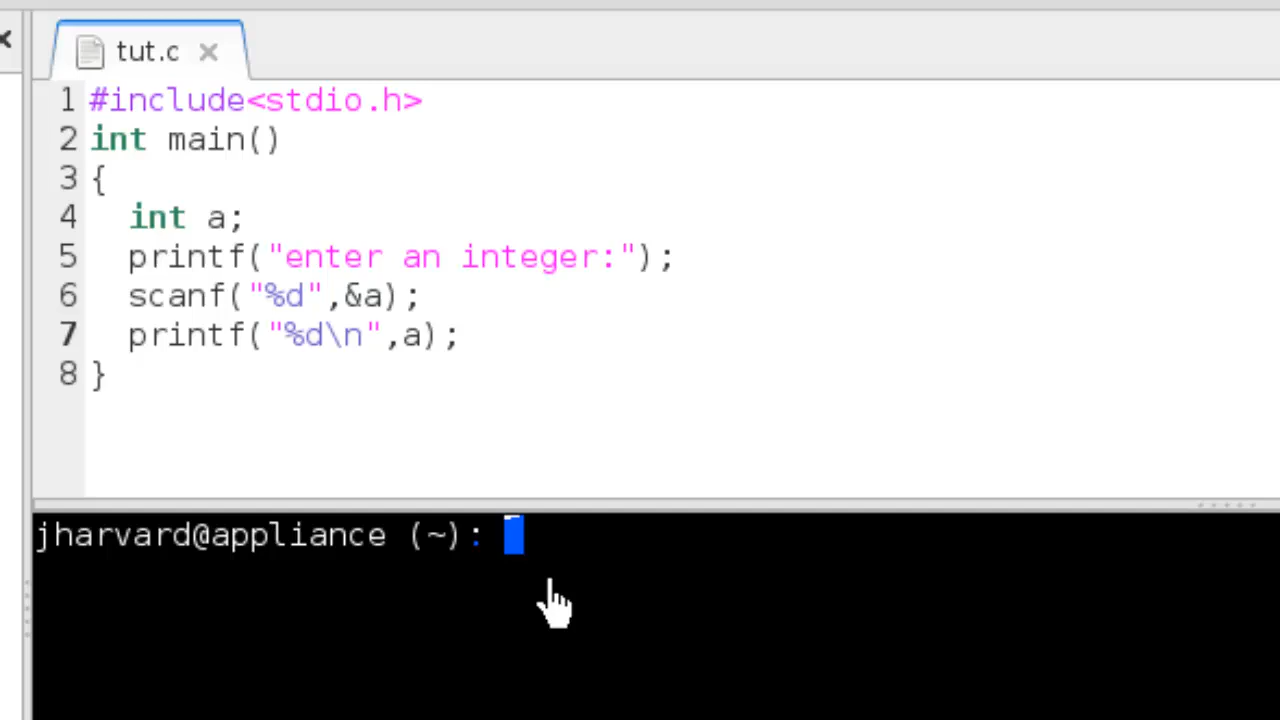 tut.c
1 #include<stdio.h>
2 int main()
3 {
4   int a;
5   printf("enter an integer:");
6   scanf("%d",&a);
7   printf("%d\n",a);
8 }
jharvard@appliance (~):